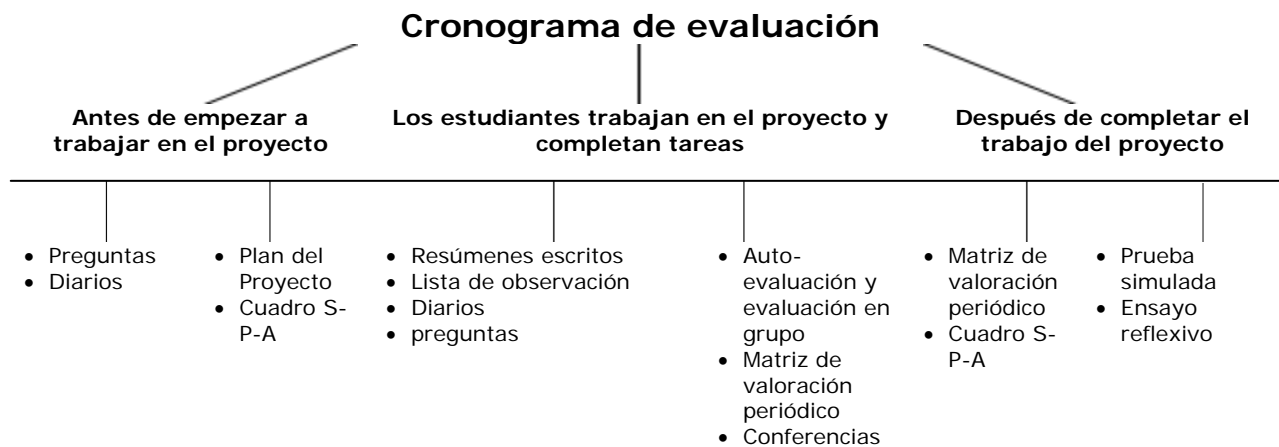 Cronograma de evaluación
Antes de empezar a
trabajar en el proyecto
Los estudiantes trabajan en el proyecto y
completan tareas
Después de completar el
trabajo del proyecto
• Preguntas
• Diarios
• Plan del
Proyecto
• Cuadro S-
P-A
• Resúmenes escritos
• Lista de observación
• Diarios
• preguntas
• Auto-
evaluación y
evaluación en
grupo
• Matriz de
valoración
periódico
• Conferencias
• Matriz de
valoración
periódico
• Cuadro S-
P-A
• Prueba
simulada
• Ensayo
reflexivo